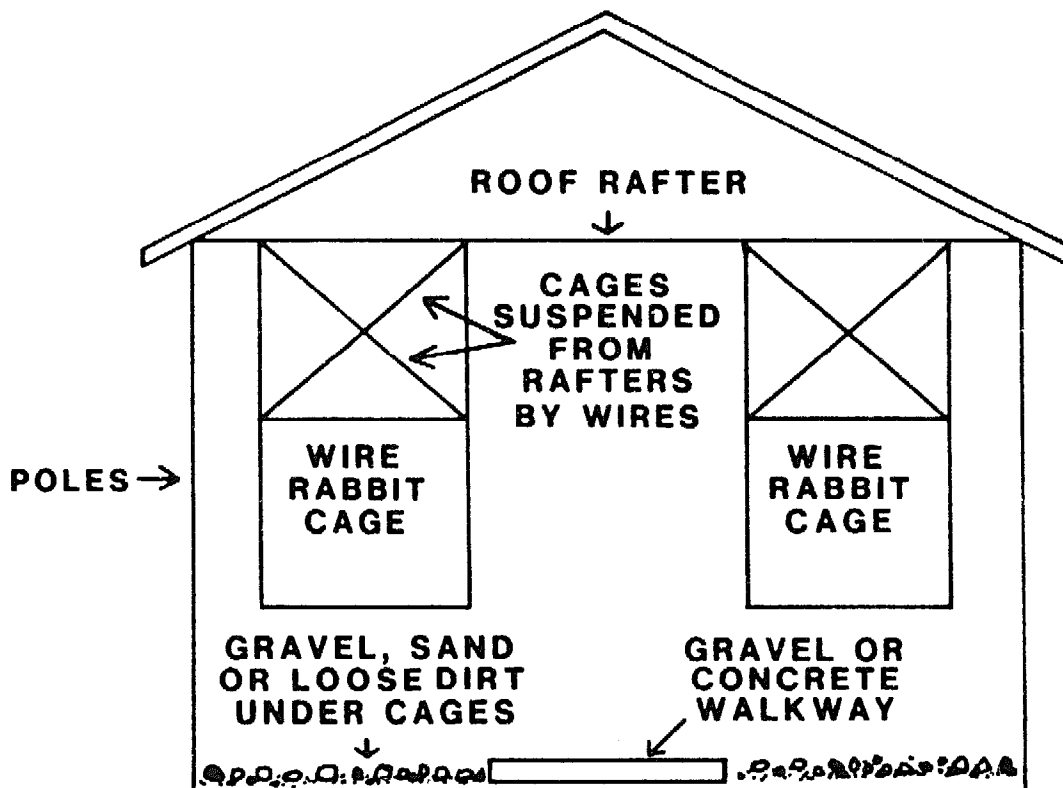 ROOF RAFTER
CAGES
SUSPENDED
FROM
RAFTERS
BY WIRES
POLES
WIRE
RABBIT
CAGE
WIRE
RABBIT
CAGE
GRAVEL, SAND
OR LOOSE DIRT
UNDER CAGES
GRAVEL OR
CONCRETE
WALKWAY